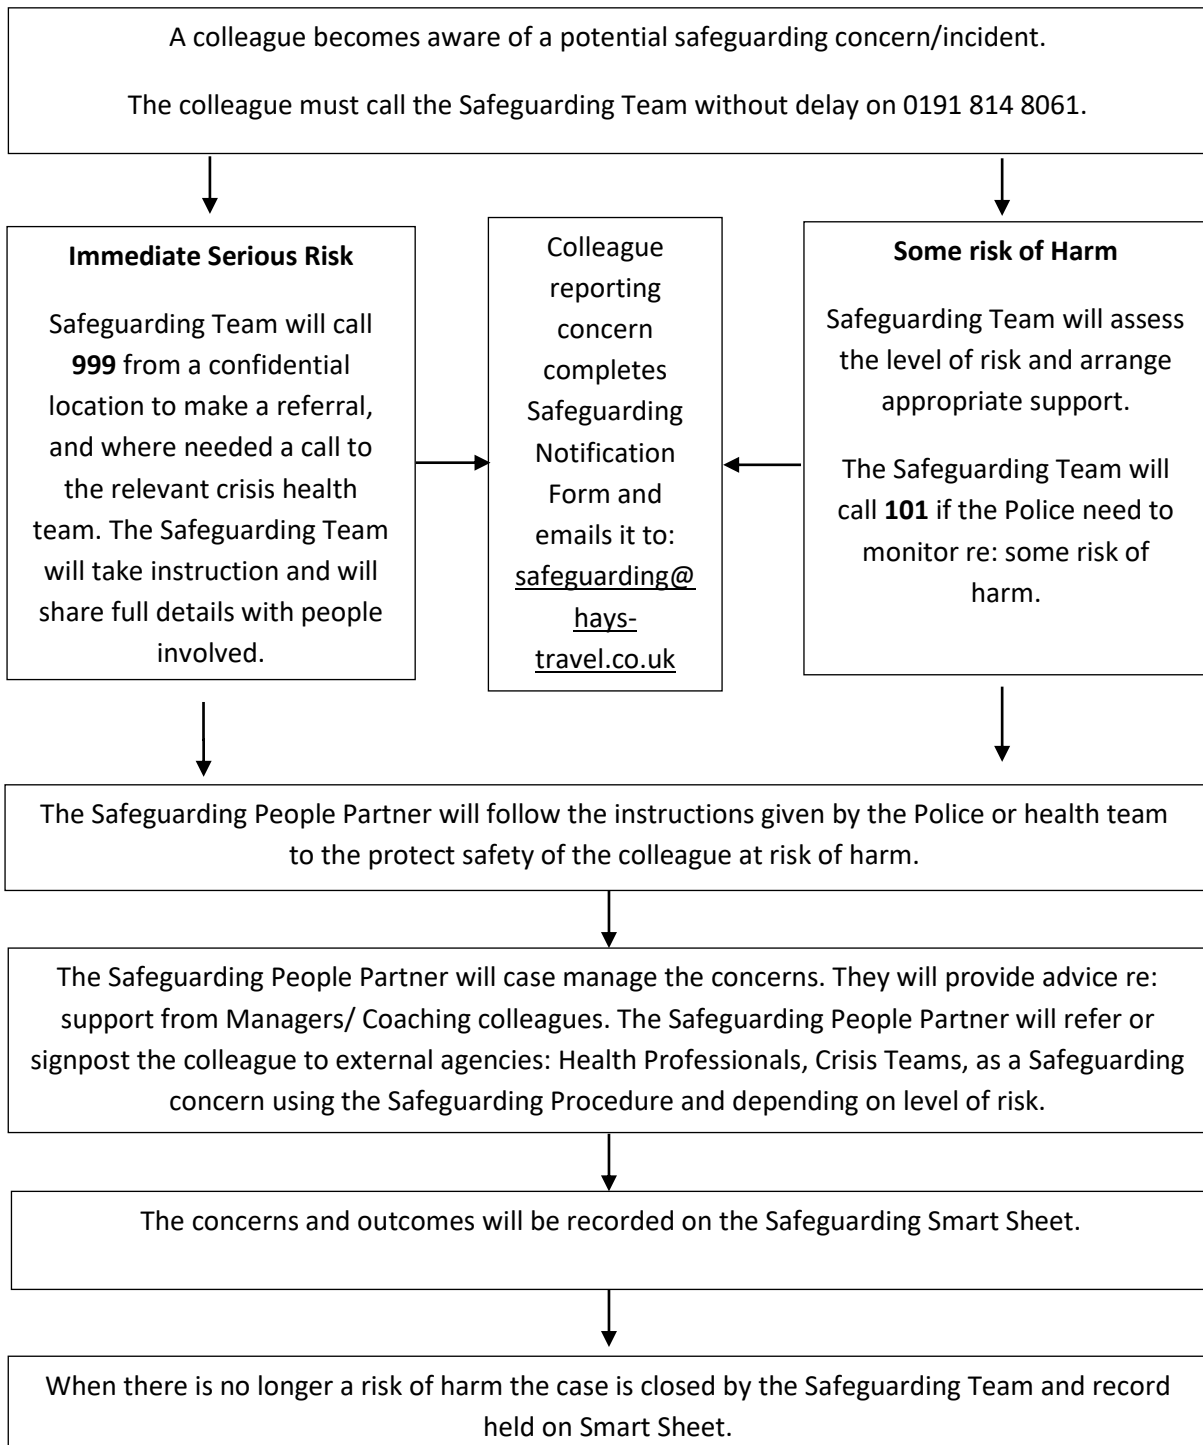 A colleague becomes aware of a potential safeguarding concern/incident.
The colleague must call the Safeguarding Team without delay on 0191 814 8061.
Immediate Serious Risk
Safeguarding Team will call
999 from a confidential
location to make a referral,
and where needed a call to
the relevant crisis health
team. The Safeguarding Team
will take instruction and will
share full details with people
involved.
Colleague
reporting
concern
completes
Safeguarding
Notification
Form and
emails it to:
safeguarding@
hays-
travel.co.uk
Some risk of Harm
Safeguarding Team will assess
the level of risk and arrange
appropriate support.
The Safeguarding Team will
call 101 if the Police need to
monitor re: some risk of
harm.
The Safeguarding People Partner will follow the instructions given by the Police or health team
to the protect safety of the colleague at risk of harm.
The Safeguarding People Partner will case manage the concerns. They will provide advice re:
support from Managers/ Coaching colleagues. The Safeguarding People Partner will refer or
signpost the colleague to external agencies: Health Professionals, Crisis Teams, as a Safeguarding
concern using the Safeguarding Procedure and depending on level of risk.
The concerns and outcomes will be recorded on the Safeguarding Smart Sheet.
When there is no longer a risk of harm the case is closed by the Safeguarding Team and record
held on Smart Sheet.